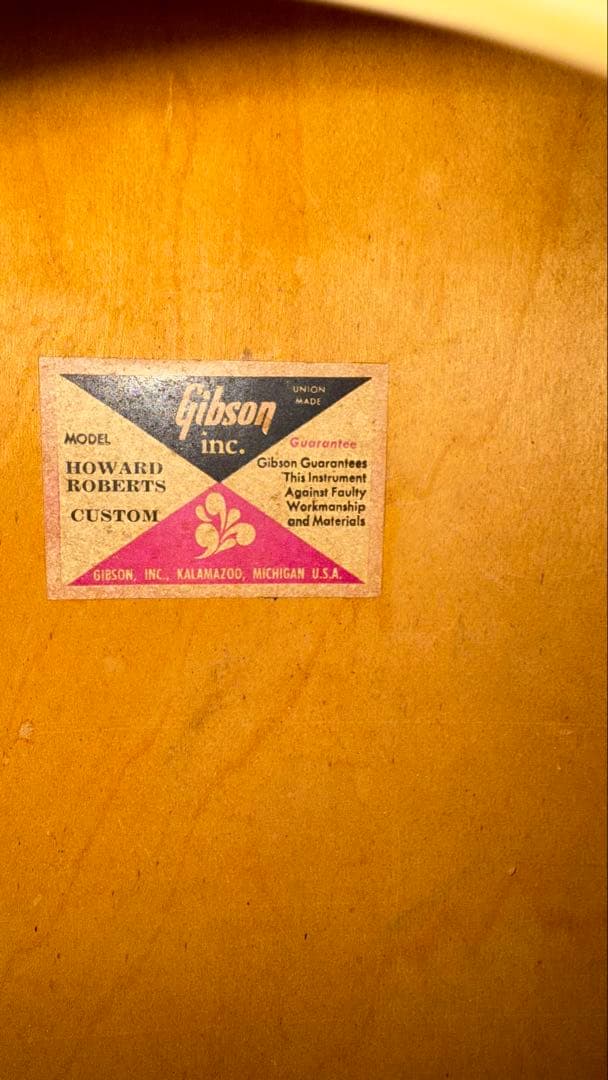 Gibson
inc.
UNION
MADE
MODEL
HOWARD
ROBERTS
CUSTOM
Guarantee
Gibson Guarantees
This Instrument
Against Faulty
Workmanship
and Materials
GIBSON, INC., KALAMAZOO, MICHIGAN U.S.A.